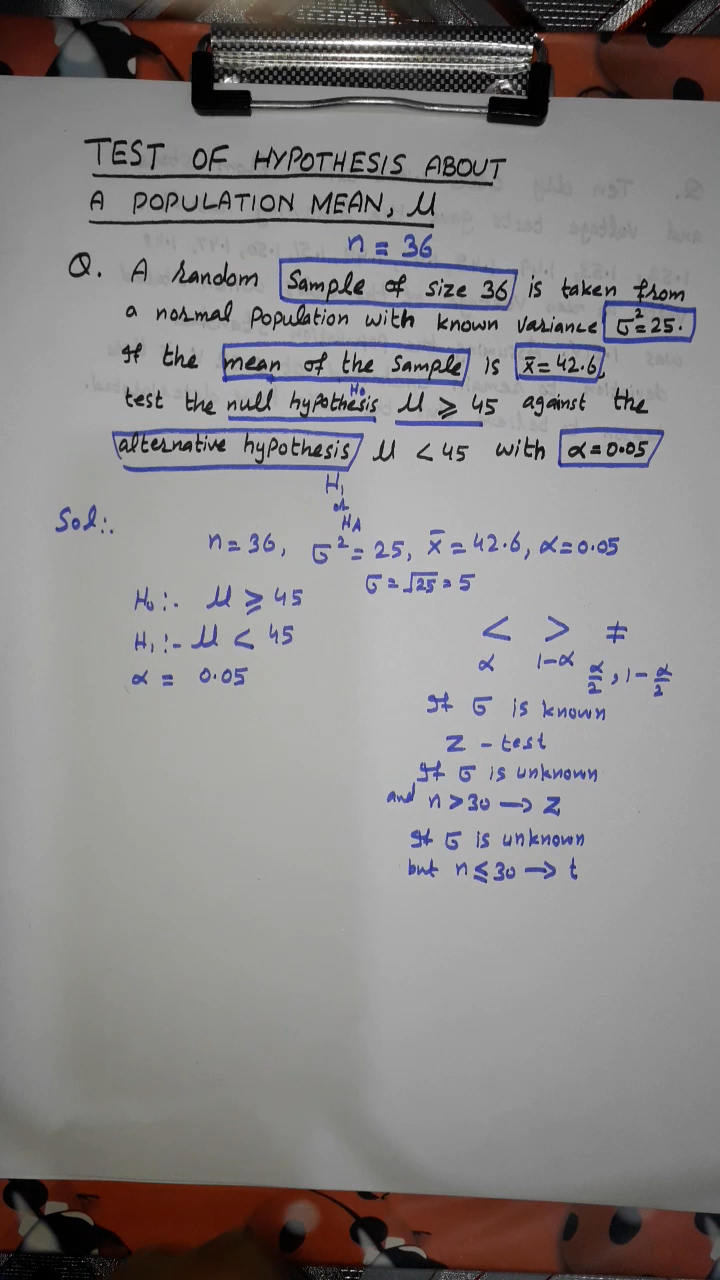 TEST OF HYPOTHESIS ABOUT
A POPULATION MEAN, μ
n = 36
Q. A random Sample of size 36 is taken from
a normal population with known variance σ² = 25.
If the mean of the sample is x̄ = 42.6,
H₀
test the null hypothesis μ ≥ 45 against the
alternative hypothesis μ < 45 with α = 0.05
H₁
or
HA
Sol:.
n = 36, σ² = 25, x̄ = 42.6, α = 0.05
σ = √25 = 5
H₀ :- μ ≥ 45
H₁ :- μ < 45
α = 0.05
< > ≠
α 1-α α/2, 1-α/2
If σ is known
Z - test
If σ is unknown
and n > 30 → Z
If σ is unknown
but n ≤ 30 → t